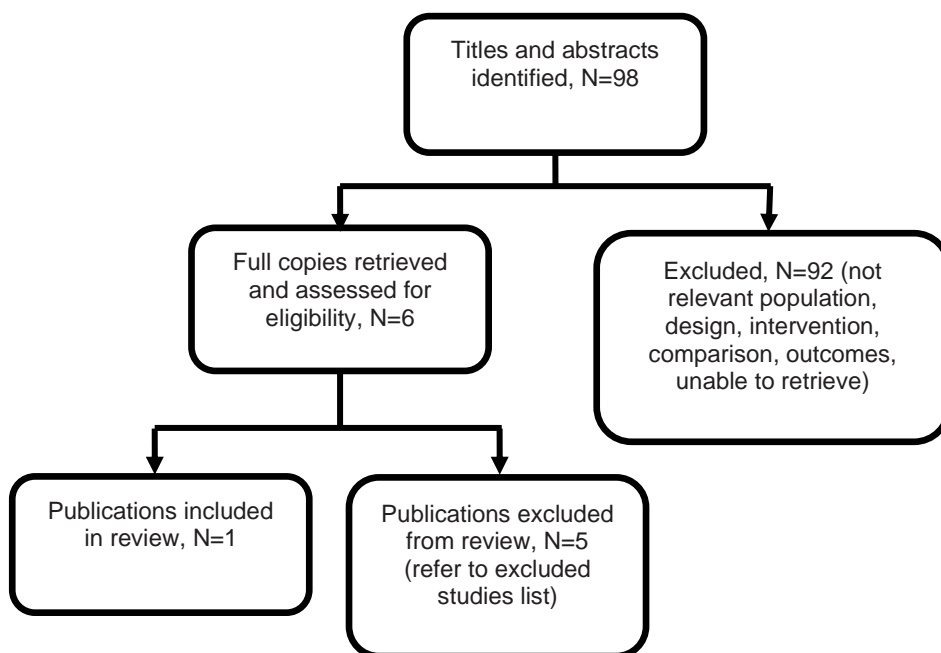 Titles and abstracts
identified, N=98
Full copies retrieved
and assessed for
eligibility, N=6
Excluded, N=92 (not
relevant population,
design, intervention,
comparison, outcomes,
unable to retrieve)
Publications included
in review, N=1
Publications excluded
from review, N=5
(refer to excluded
studies list)